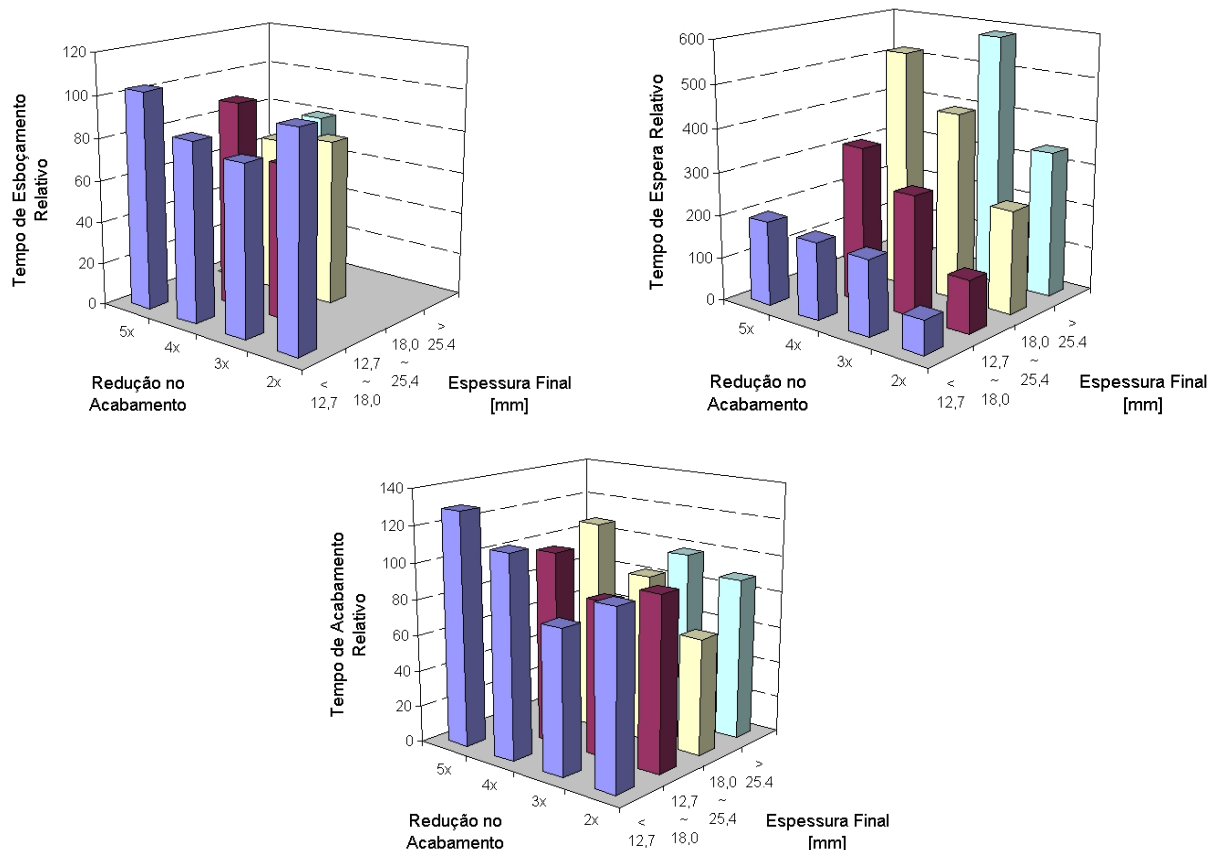 120
100
80
60
40
20
0
Tempo de Esboçamento
Relativo
5x
4x
3x
2x
Redução no
Acabamento
<
12,7
12,7
~
18,0
18,0
~
25,4
>
25.4
Espessura Final
[mm]
600
500
400
300
200
100
0
Tempo de Espera Relativo
5x
4x
3x
2x
Redução no
Acabamento
<
12,7
12,7
~
18,0
18,0
~
25,4
>
25.4
Espessura Final
[mm]
140
120
100
80
60
40
20
0
Tempo de Acabamento
Relativo
5x
4x
3x
2x
Redução no
Acabamento
<
12,7
12,7
~
18,0
18,0
~
25,4
>
25.4
Espessura Final
[mm]